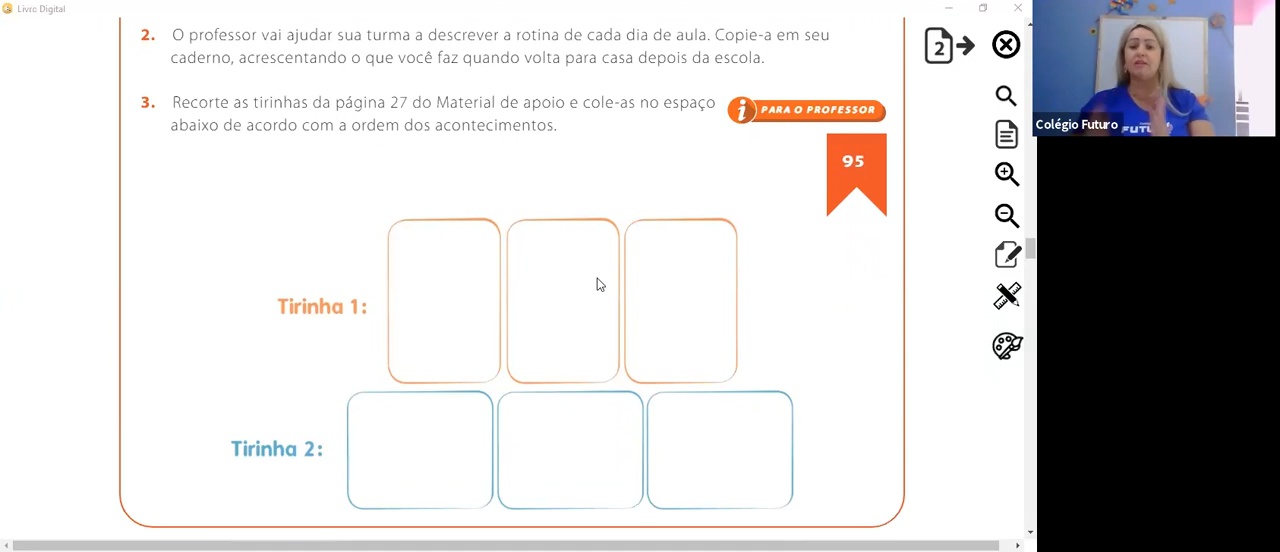 Livro Digital
2. O professor vai ajudar sua turma a descrever a rotina de cada dia de aula. Copie-a em seu
caderno, acrescentando o que você faz quando volta para casa depois da escola.
3. Recorte as tirinhas da página 27 do Material de apoio e cole-as no espaço
abaixo de acordo com a ordem dos acontecimentos.
i PARA O PROFESSOR
95
Tirinha 1:
Tirinha 2:
2
Colégio Futuro
FUTU